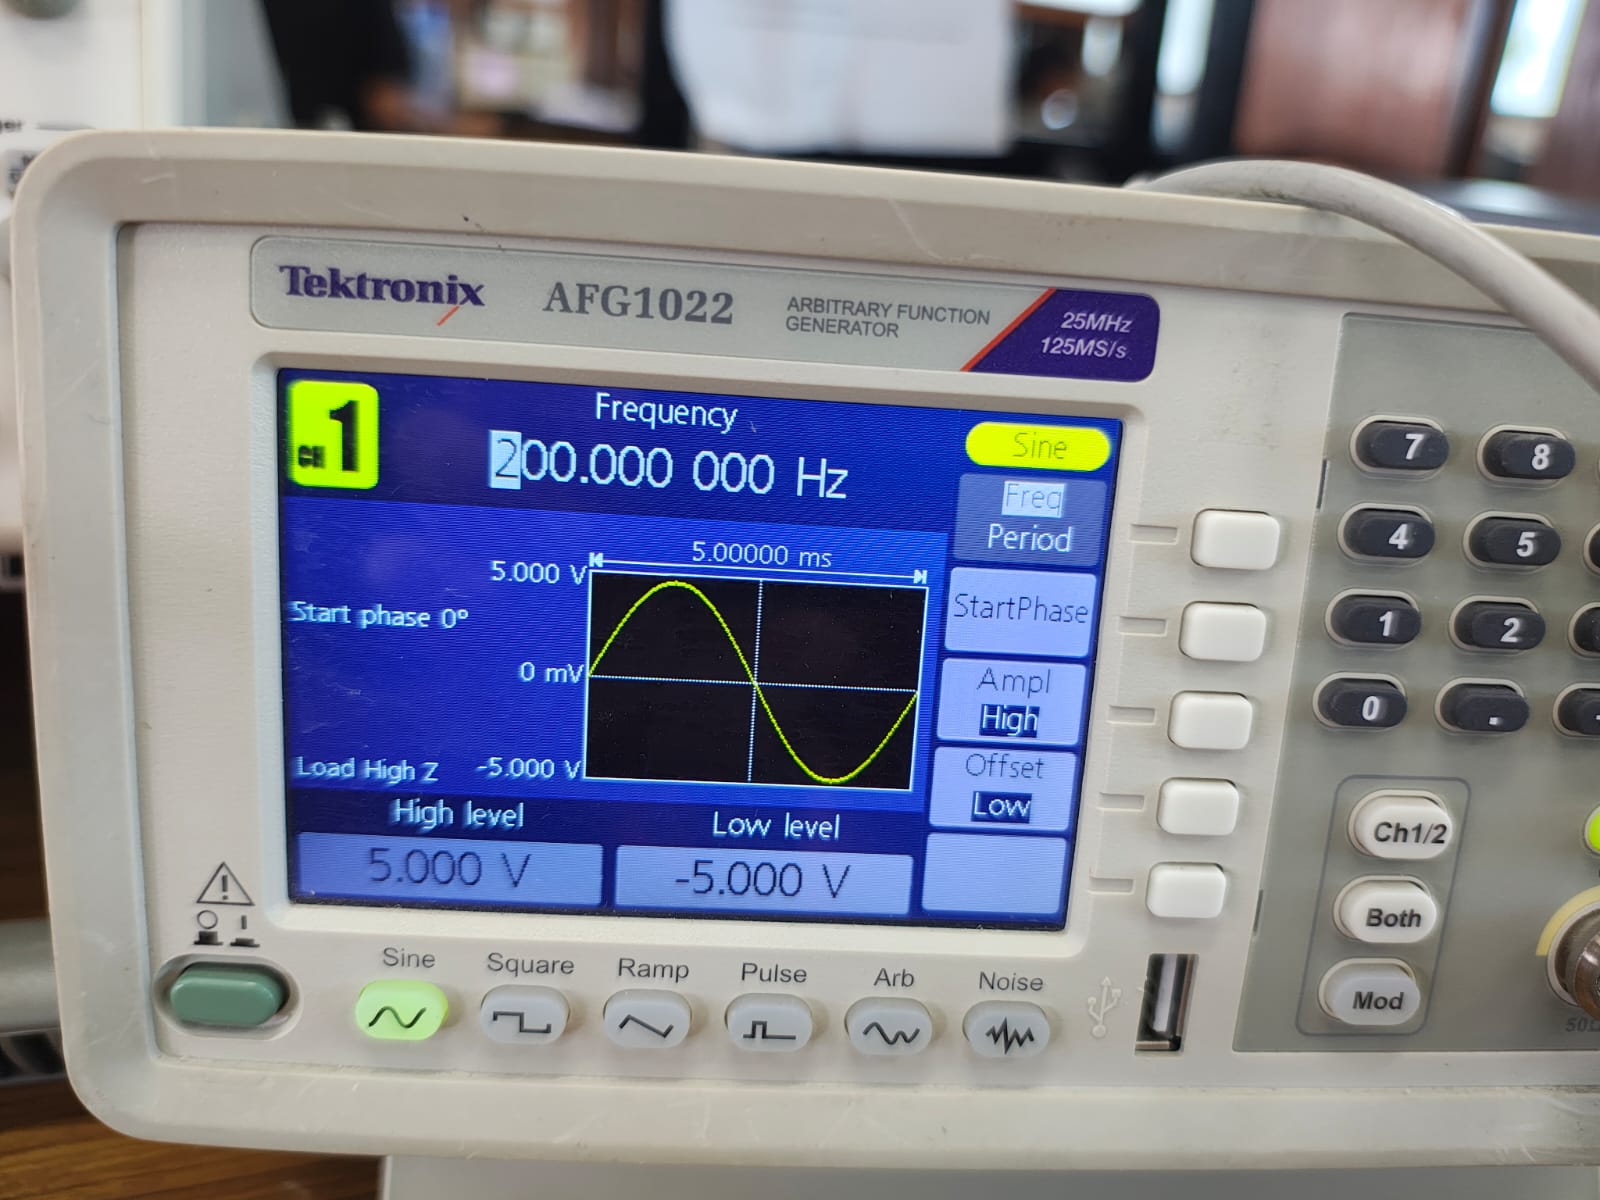 Tektronix AFG1022 ARBITRARY FUNCTION GENERATOR
25MHz
125MS/s
CH 1
Frequency
200.000 000 Hz
Sine
Freq
Period
StartPhase
Ampl
High
Offset
Low
5.00000 ms
5.000 V
Start phase 0°
0 mV
Load High Z
-5.000 V
High level
Low level
5.000 V
-5.000 V
Sine
Square
Ramp
Pulse
Arb
Noise
7
8
4
5
1
2
0
.
Ch1/2
Both
Mod